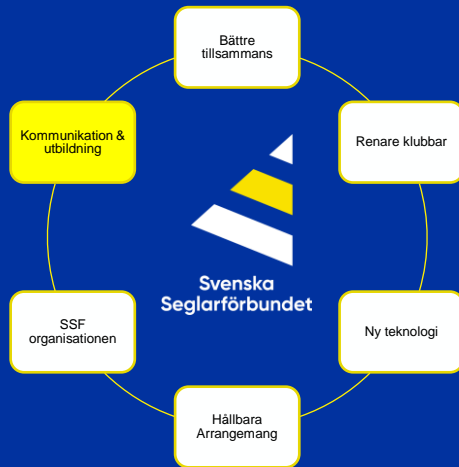 Bättre
tillsammans
Kommunikation &
utbildning
Renare klubbar
Svenska
Seglarförbundet
SSF
organisationen
Ny teknologi
Hållbara
Arrangemang